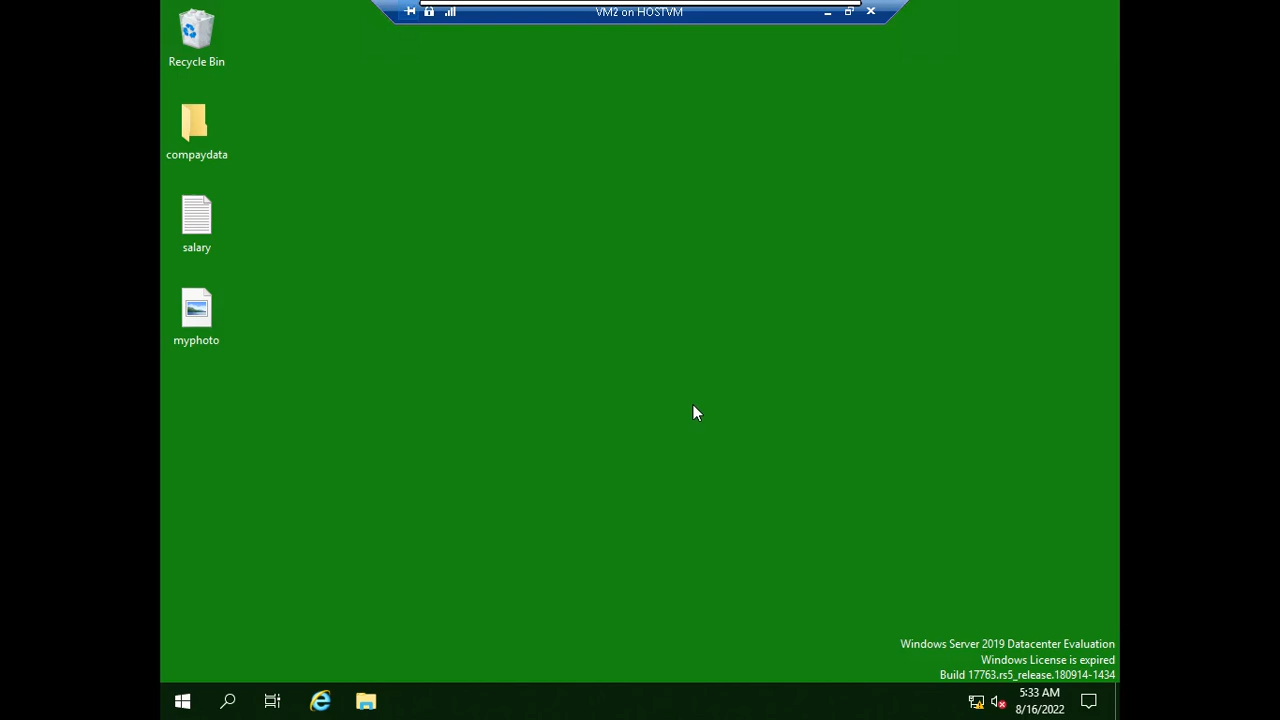 VM2 on HOSTVM
Recycle Bin
compaydata
salary
myphoto
Windows Server 2019 Datacenter Evaluation
Windows License is expired
Build 17763.rs5_release.180914-1434
5:33 AM
8/16/2022